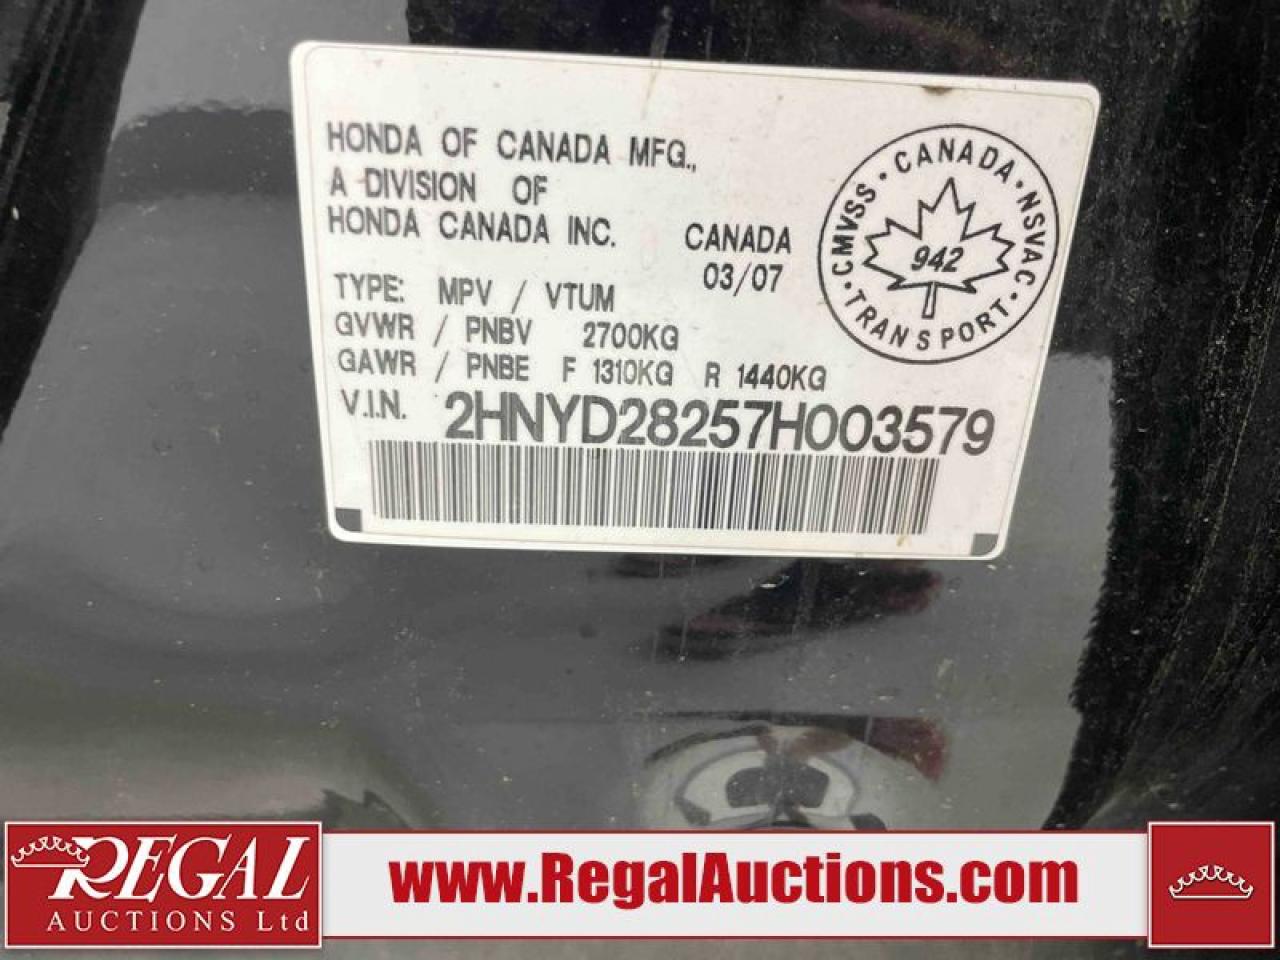 HONDA OF CANADA MFG.,
A DIVISION OF
HONDA CANADA INC.
CANADA
03/07
TYPE: MPV / VTUM
GVWR / PNBV 2700KG
GAWR / PNBE F 1310KG R 1440KG
V.I.N. 2HNYD28257H003579
CMVSS · CANADA · NSVAC · TRANSPORT ·
942
REGAL
AUCTIONS Ltd
www.RegalAuctions.com